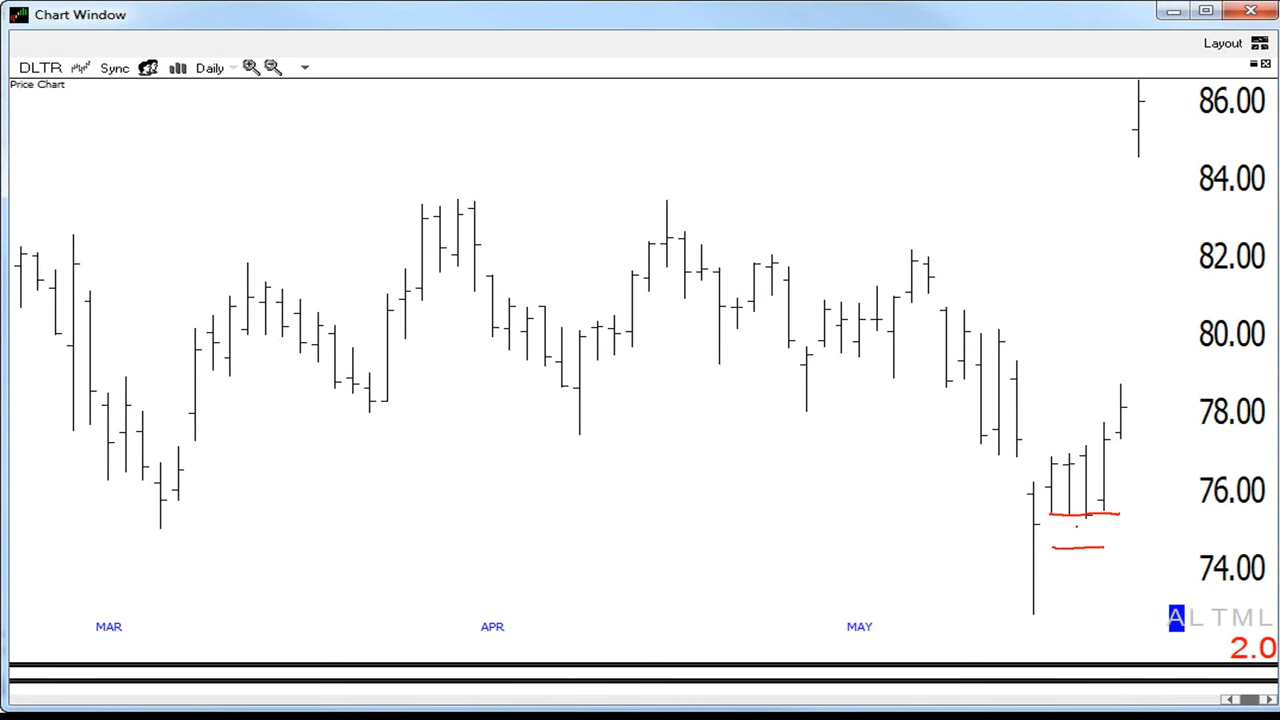 Chart Window
Layout
DLTR Sync Daily
Price Chart
86.00
84.00
82.00
80.00
78.00
76.00
74.00
MAR APR MAY
A L T M L
2.0